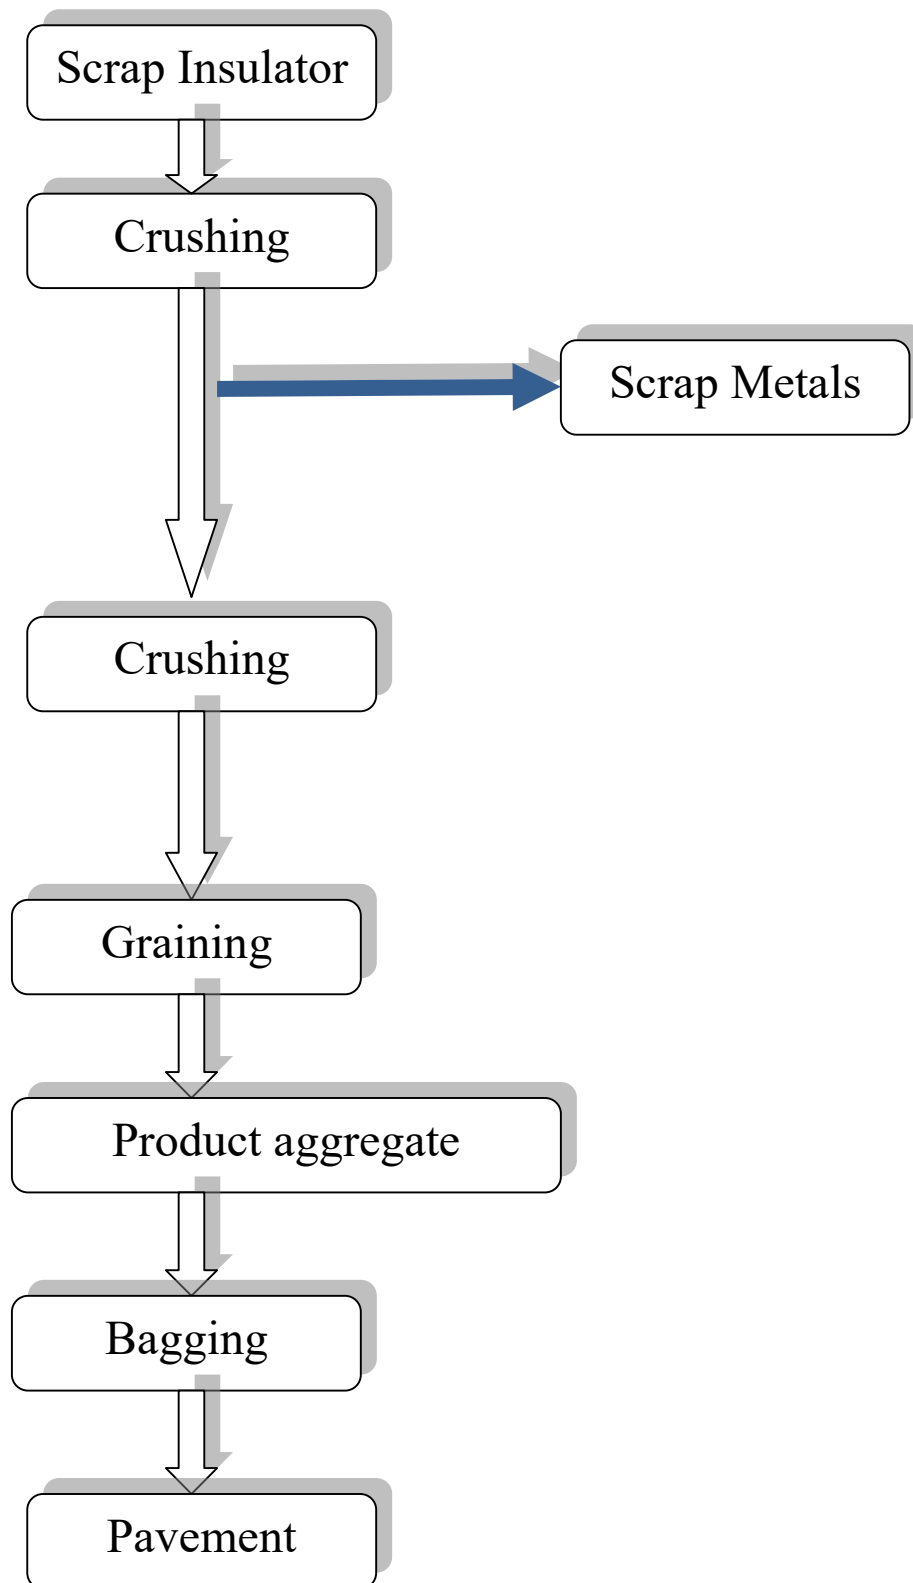 Scrap Insulator
Crushing
Scrap Metals
Crushing
Graining
Product aggregate
Bagging
Pavement